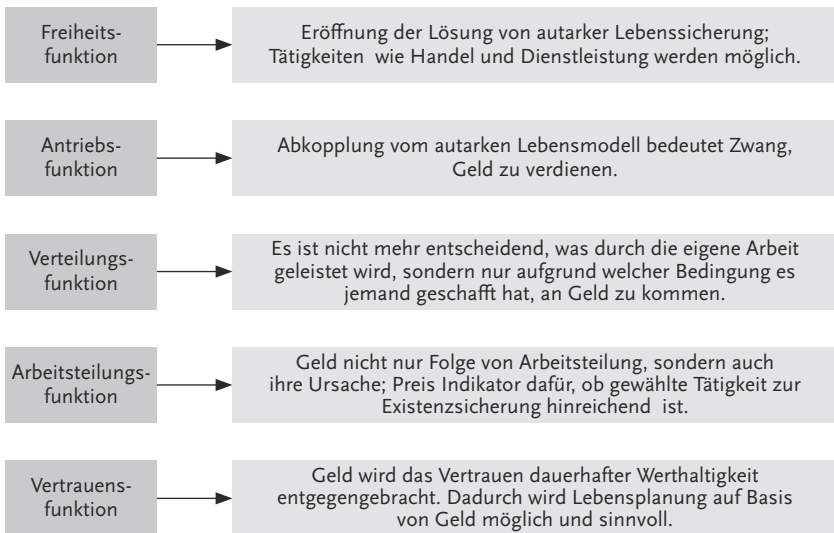 Freiheits-
funktion
Eröffnung der Lösung von autarker Lebenssicherung;
Tätigkeiten wie Handel und Dienstleistung werden möglich.
Antriebs-
funktion
Abkopplung vom autarken Lebensmodell bedeutet Zwang,
Geld zu verdienen.
Verteilungs-
funktion
Es ist nicht mehr entscheidend, was durch die eigene Arbeit
geleistet wird, sondern nur aufgrund welcher Bedingung es
jemand geschafft hat, an Geld zu kommen.
Arbeitsteilungs-
funktion
Geld nicht nur Folge von Arbeitsteilung, sondern auch
ihre Ursache; Preis Indikator dafür, ob gewählte Tätigkeit zur
Existenzsicherung hinreichend ist.
Vertrauens-
funktion
Geld wird das Vertrauen dauerhafter Werthaltigkeit
entgegengebracht. Dadurch wird Lebensplanung auf Basis
von Geld möglich und sinnvoll.